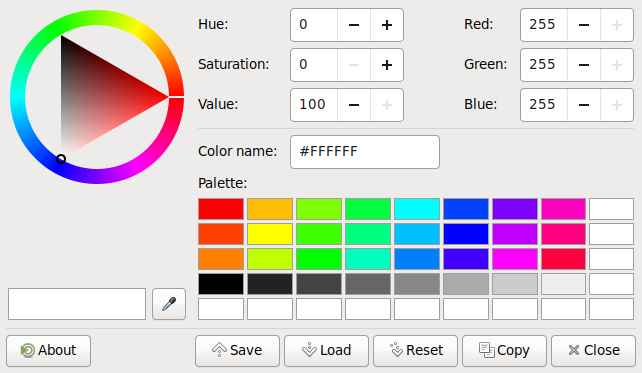 Hue: 0 Red: 255
Saturation: 0 Green: 255
Value: 100 Blue: 255
Color name: #FFFFFF
Palette:
About Save Load Reset Copy Close